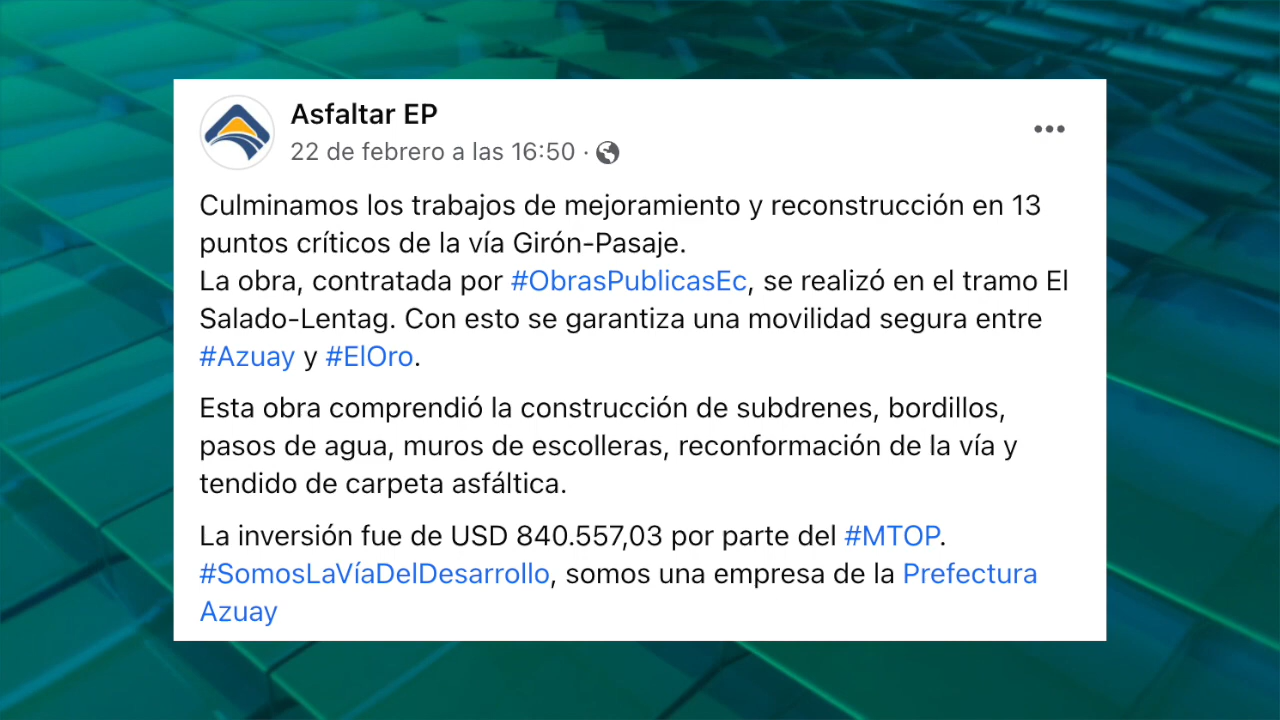 Asfaltar EP
22 de febrero a las 16:50 ·
Culminamos los trabajos de mejoramiento y reconstrucción en 13
puntos críticos de la vía Girón-Pasaje.
La obra, contratada por #ObrasPublicasEc, se realizó en el tramo El
Salado-Lentag. Con esto se garantiza una movilidad segura entre
#Azuay y #ElOro.
Esta obra comprendió la construcción de subdrenes, bordillos,
pasos de agua, muros de escolleras, reconformación de la vía y
tendido de carpeta asfáltica.
La inversión fue de USD 840.557,03 por parte del #MTOP.
#SomosLaVíaDelDesarrollo, somos una empresa de la Prefectura
Azuay